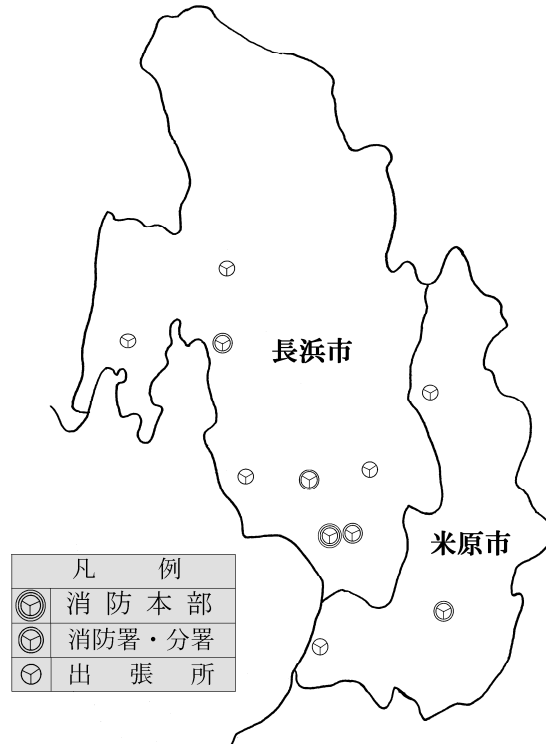 長浜市
米原市
凡例
消防本部
消防署・分署
出張所